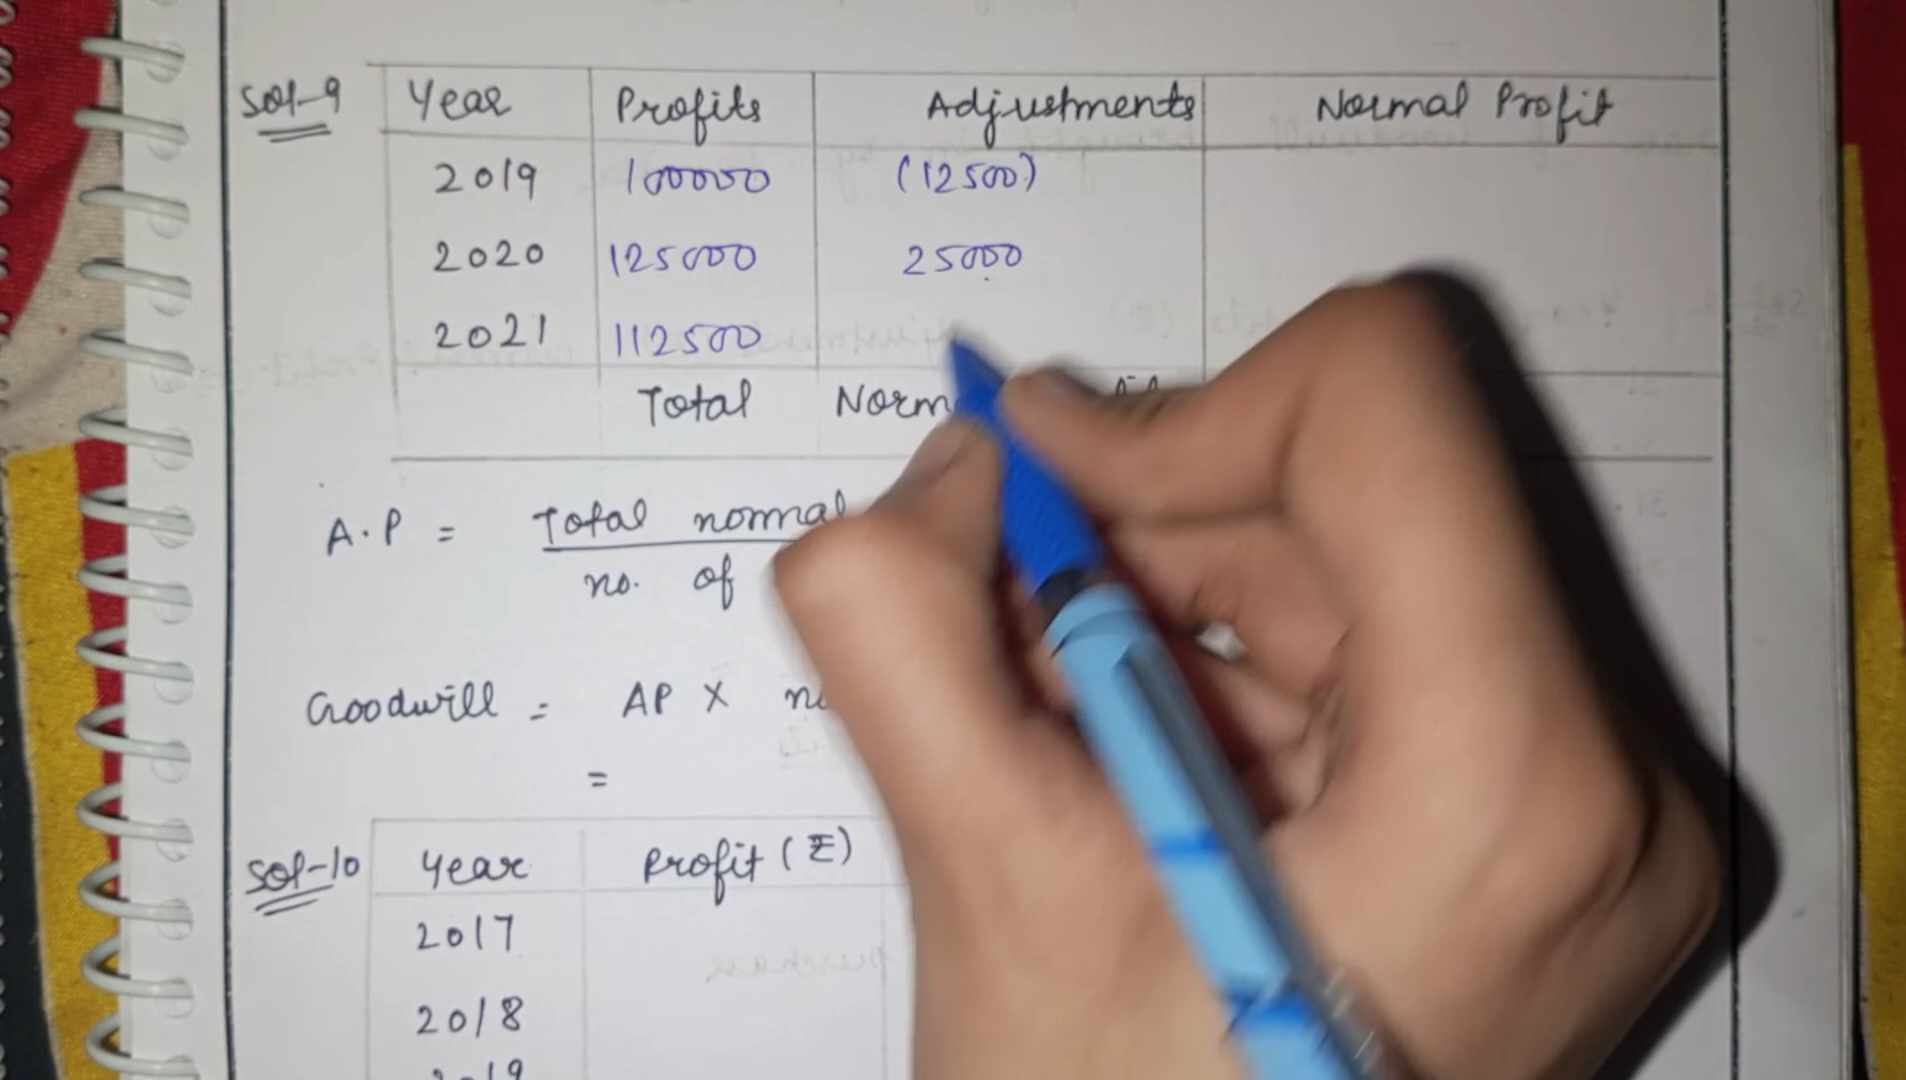 Sol-9 Year Profits Adjustments Normal Profit
2019 100000 (12500)
2020 125000 25000
2021 112500
Total
A.P = Total normal
no. of
Goodwill = AP X
=
Sol-10 Year Profit (₹)
2017
2018